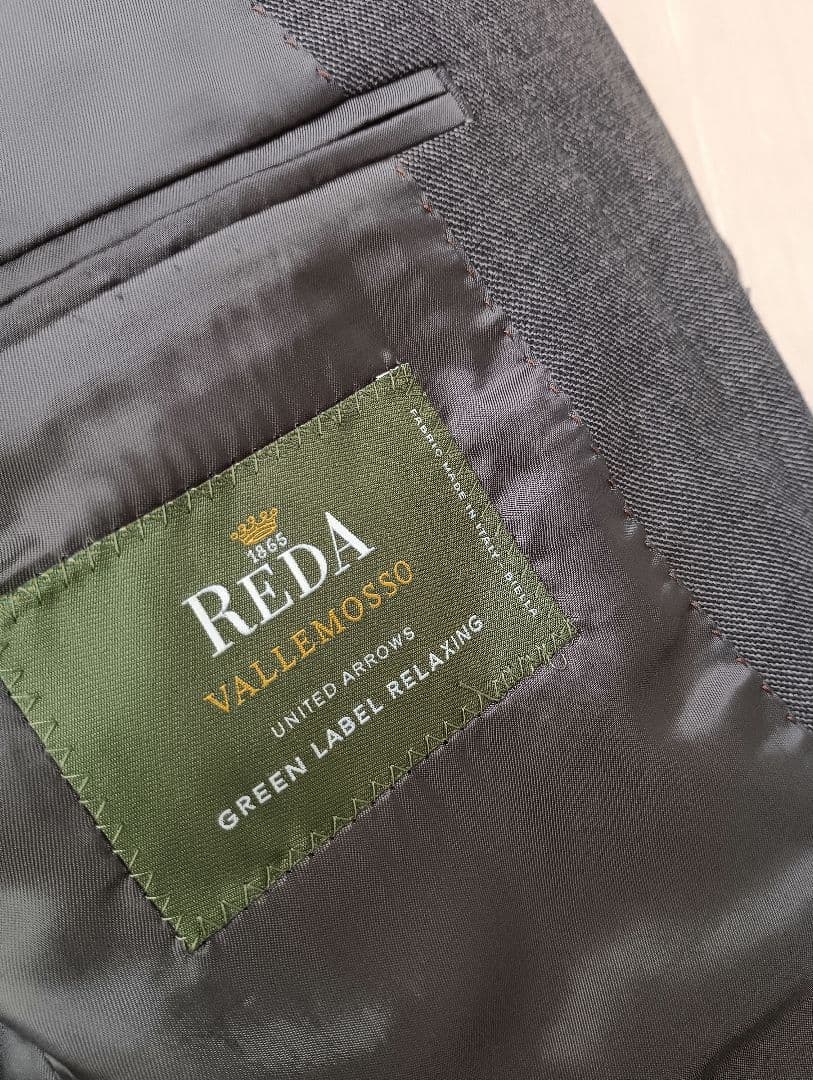 1865
REDA
VALLEMOSSO
UNITED ARROWS
GREEN LABEL RELAXING
FABRIC MADE IN ITALY - BIELLA